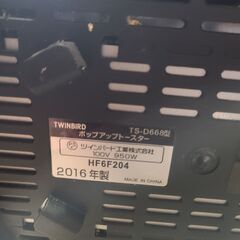 TWINBIRD
TS-D668型
ポップアップトースター
ツインバード工業株式会社
100V 950W
HF6F204
2016年製
MADE IN CHINA